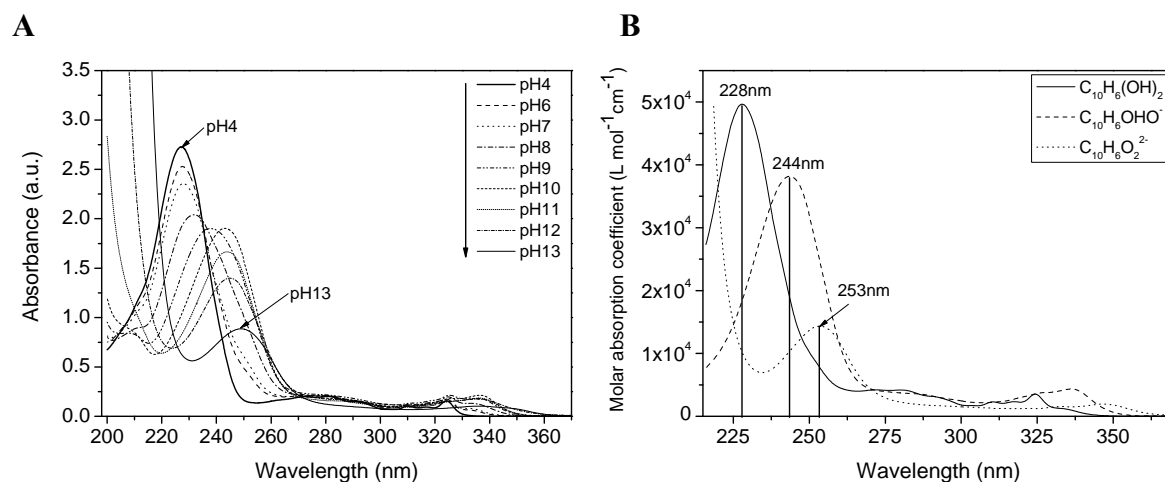 A
B
3.5
3.0
2.5
2.0
1.5
1.0
0.5
0.0
Absorbance (a.u.)
200 220 240 260 280 300 320 340 360
Wavelength (nm)
pH4
pH13
pH4
pH6
pH7
pH8
pH9
pH10
pH11
pH12
pH13
5x10⁴
4x10⁴
3x10⁴
2x10⁴
1x10⁴
0
Molar absorption coefficient (L mol⁻¹cm⁻¹)
225 250 275 300 325 350
Wavelength (nm)
228nm
244nm
253nm
C₁₀H₆(OH)₂
C₁₀H₆OHO⁻
C₁₀H₆O₂²⁻